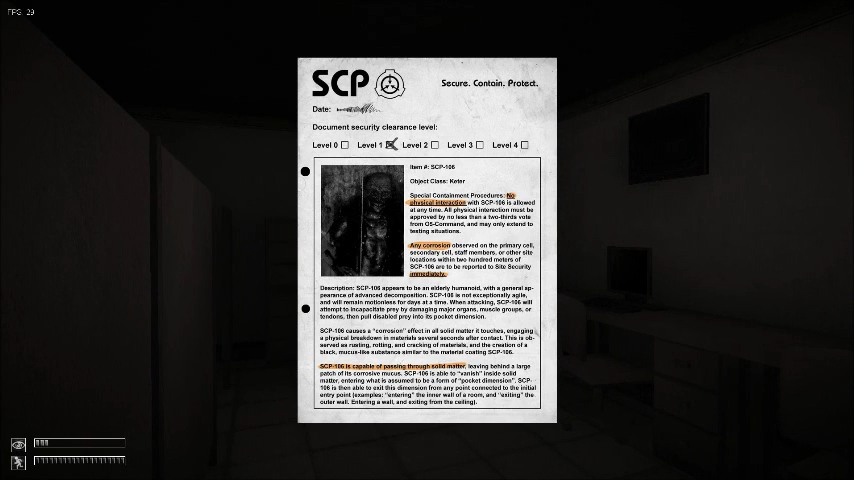 FPS: 29
SCP
Secure. Contain. Protect.
Date:
Document security clearance level:
Level 0 Level 1 Level 2 Level 3 Level 4
Item #: SCP-106
Object Class: Keter
Special Containment Procedures: No
physical interaction with SCP-106 is allowed
at any time. All physical interaction must be
approved by no less than a two-thirds vote
from O5-Command, and may only extend to
testing situations.
Any corrosion observed on the primary cell,
secondary cell, staff members, or other site
locations within two hundred meters of
SCP-106 are to be reported to Site Security
immediately.
Description: SCP-106 appears to be an elderly humanoid, with a general ap-
pearance of advanced decomposition. SCP-106 is not exceptionally agile,
and will remain motionless for days at a time. When attacking, SCP-106 will
attempt to incapacitate prey by damaging major organs, muscle groups, or
tendons, then pull disabled prey into its pocket dimension.
SCP-106 causes a "corrosion" effect in all solid matter it touches, engaging
a physical breakdown in materials several seconds after contact. This is ob-
served as rusting, rotting, and cracking of materials, and the creation of a
black, mucus-like substance similar to the material coating SCP-106.
SCP-106 is capable of passing through solid matter, leaving behind a large
patch of its corrosive mucus. SCP-106 is able to "vanish" inside solid
matter, entering what is assumed to be a form of "pocket dimension". SCP-
106 is then able to exit this dimension from any point connected to the initial
entry point (examples: "entering" the inner wall of a room, and "exiting" the
outer wall. Entering a wall, and exiting from the ceiling).